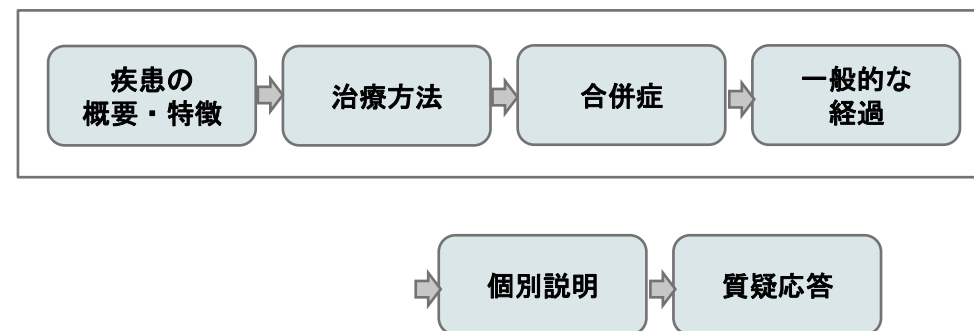 疾患の
概要・特徴
治療方法
合併症
一般的な
経過
個別説明
質疑応答